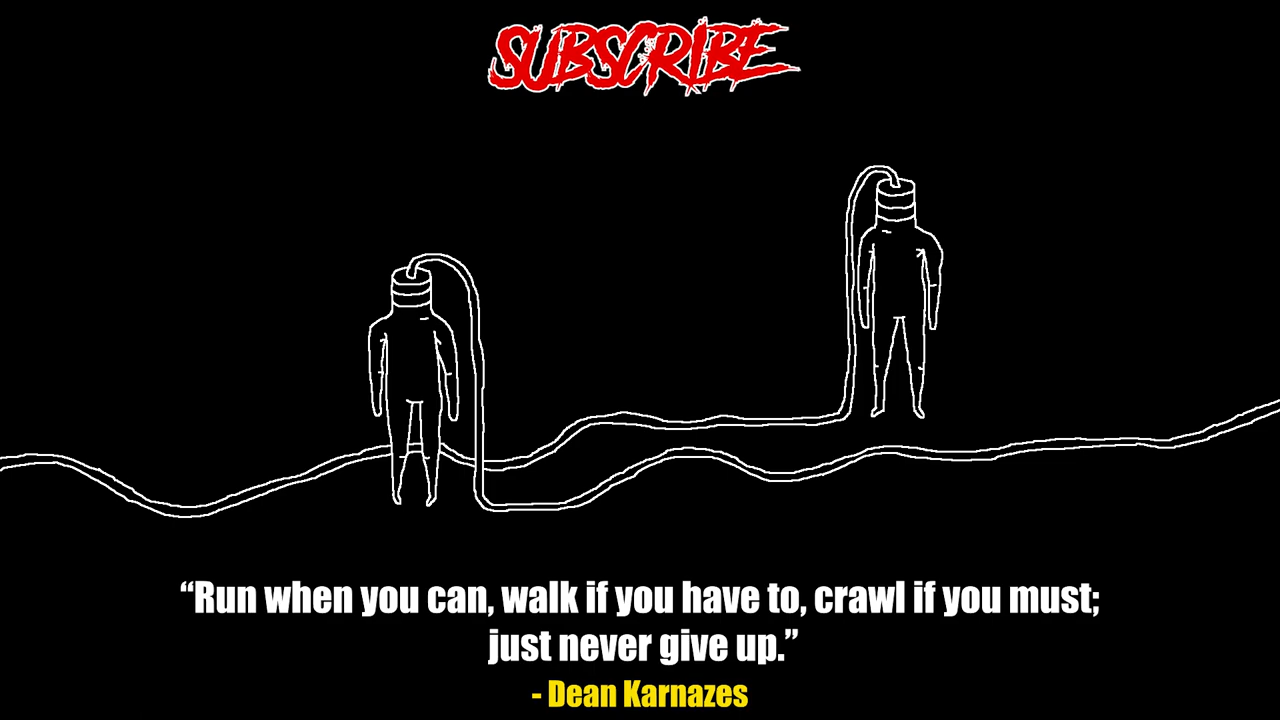 SUBSCRIBE
“Run when you can, walk if you have to, crawl if you must;
just never give up.”
- Dean Karnazes